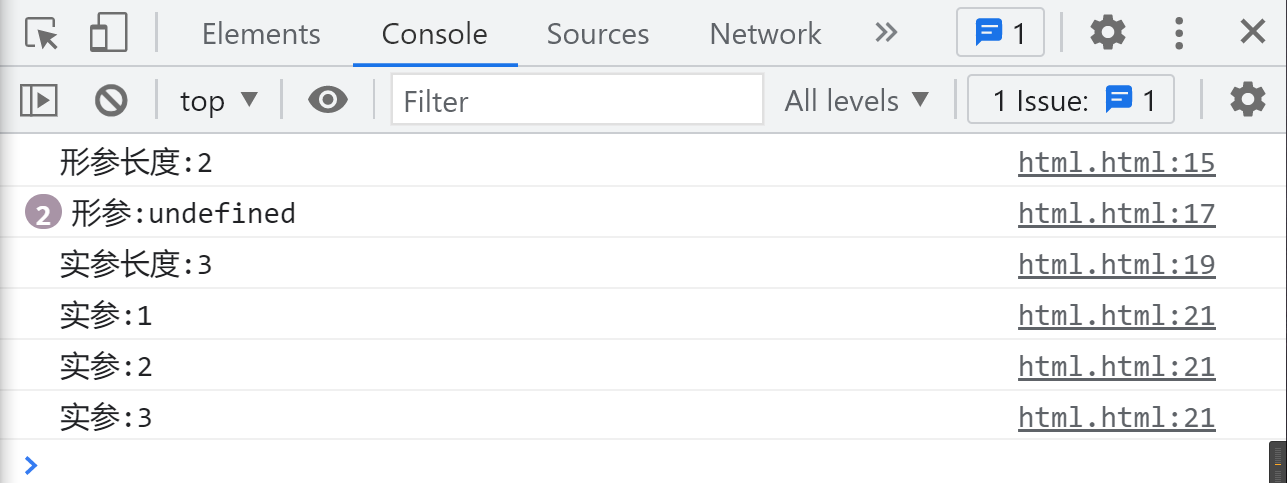 Elements Console Sources Network 1
top Filter All levels 1 Issue: 1
形参长度:2 html.html:15
2 形参:undefined html.html:17
实参长度:3 html.html:19
实参:1 html.html:21
实参:2 html.html:21
实参:3 html.html:21